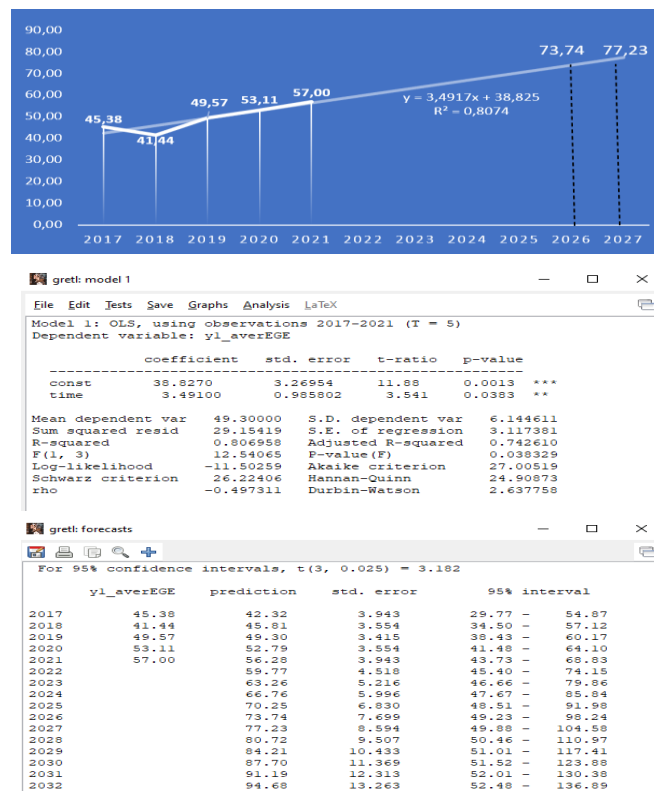 90,00
80,00
70,00
60,00
50,00
40,00
30,00
20,00
10,00
0,00
45,38
41,44
49,57
53,11
57,00
73,74
77,23
y = 3,4917x + 38,825
R² = 0,8074
2017 2018 2019 2020 2021 2022 2023 2024 2025 2026 2027
gretl: model 1
File Edit Tests Save Graphs Analysis LaTeX
Model 1: OLS, using observations 2017-2021 (T = 5)
Dependent variable: y1_averEGE
coefficient std. error t-ratio p-value
const 38.8270 3.26954 11.88 0.0013 ***
time 3.49100 0.985802 3.541 0.0383 **
Mean dependent var 49.30000 S.D. dependent var 6.144611
Sum squared resid 29.15419 S.E. of regression 3.117381
R-squared 0.806958 Adjusted R-squared 0.742610
F(1, 3) 12.54065 P-value(F) 0.038329
Log-likelihood -11.50259 Akaike criterion 27.00519
Schwarz criterion 26.22406 Hannan-Quinn 24.90873
rho -0.497311 Durbin-Watson 2.637758
gretl: forecasts
For 95% confidence intervals, t(3, 0.025) = 3.182
y1_averEGE prediction std. error 95% interval
2017 45.38 42.32 3.943 29.77 - 54.87
2018 41.44 45.81 3.554 34.50 - 57.12
2019 49.57 49.30 3.415 38.43 - 60.17
2020 53.11 52.79 3.554 41.48 - 64.10
2021 57.00 56.28 3.943 43.73 - 68.83
2022 59.77 4.518 45.40 - 74.15
2023 63.26 5.216 46.66 - 79.86
2024 66.76 5.996 47.67 - 85.84
2025 70.25 6.830 48.51 - 91.98
2026 73.74 7.699 49.23 - 98.24
2027 77.23 8.594 49.88 - 104.58
2028 80.72 9.507 50.46 - 110.97
2029 84.21 10.433 51.01 - 117.41
2030 87.70 11.369 51.52 - 123.88
2031 91.19 12.313 52.01 - 130.38
2032 94.68 13.263 52.48 - 136.89